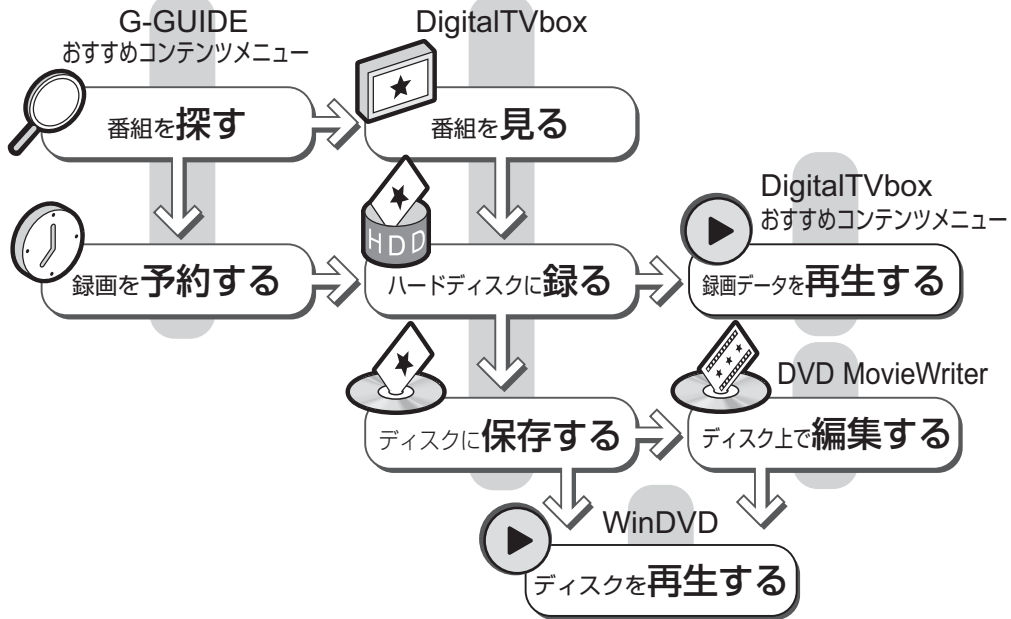 G-GUIDE
おすすめコンテンツメニュー
DigitalTVbox
番組を探す
番組を見る
DigitalTVbox
おすすめコンテンツメニュー
HDD
録画を予約する
ハードディスクに録る
録画データを再生する
DVD MovieWriter
ディスクに保存する
ディスク上で編集する
WinDVD
ディスクを再生する